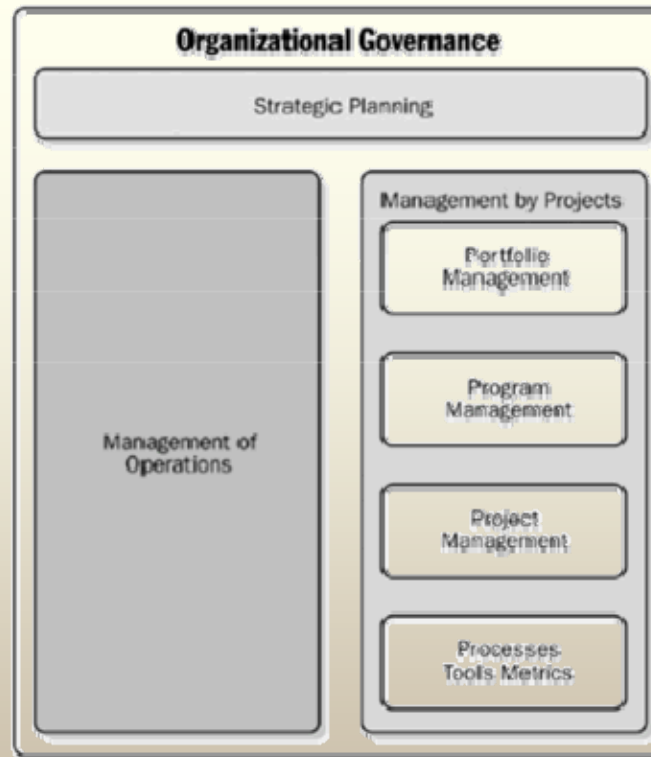 Organizational Governance
Strategic Planning
Management of
Operations
Management by Projects
Portfolio
Management
Program
Management
Project
Management
Processes
Tools Metrics